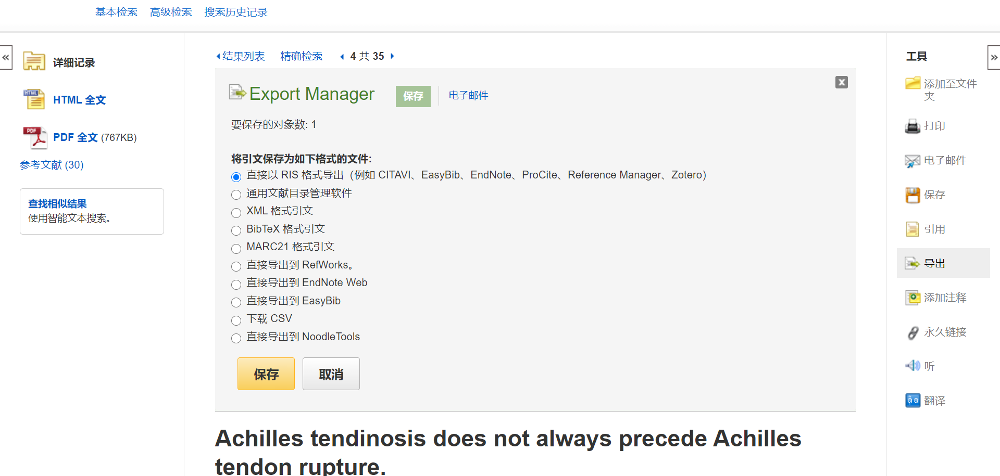 基本检索 高级检索 搜索历史记录
详细记录
HTML 全文
PDF 全文 (767KB)
参考文献 (30)
查找相似结果
使用智能文本搜索。
结果列表 精确检索 4 共 35
Export Manager 保存 电子邮件
要保存的对象数: 1
将引文保存为如下格式的文件:
直接以 RIS 格式导出（例如 CITAVI、EasyBib、EndNote、ProCite、Reference Manager、Zotero）
通用文献目录管理软件
XML 格式引文
BibTeX 格式引文
MARC21 格式引文
直接导出到 RefWorks。
直接导出到 EndNote Web
直接导出到 EasyBib
下载 CSV
直接导出到 NoodleTools
保存 取消
Achilles tendinosis does not always precede Achilles
tendon rupture.
工具
添加至文件
夹
打印
电子邮件
保存
引用
导出
添加注释
永久链接
听
翻译